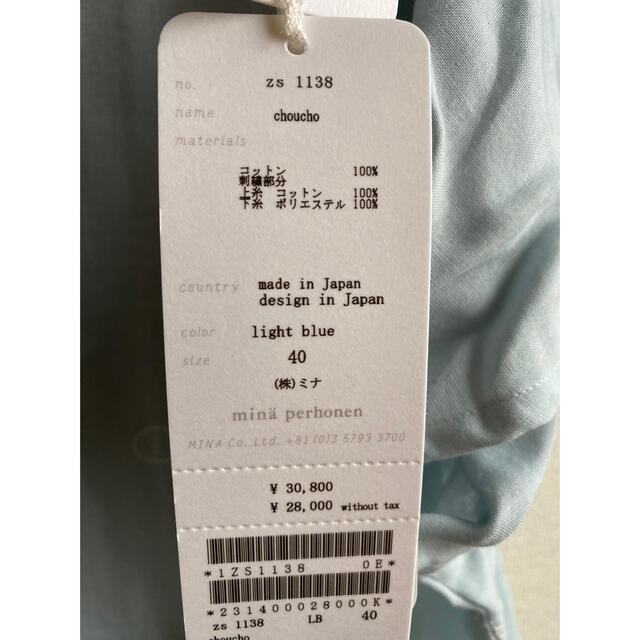 no. zs 1138
name choucho
materials
コットン 100%
刺繍部分
上糸 コットン 100%
下糸 ポリエステル 100%
country made in Japan
design in Japan
color light blue
size 40
(株)ミナ
minä perhonen
MINA Co.,Ltd. +81 (0)3 5793 3700
¥ 30,800
¥ 28,000 without tax
*1ZS1138 0E*
*231400028000K*
zs 1138 LB 40
choucho